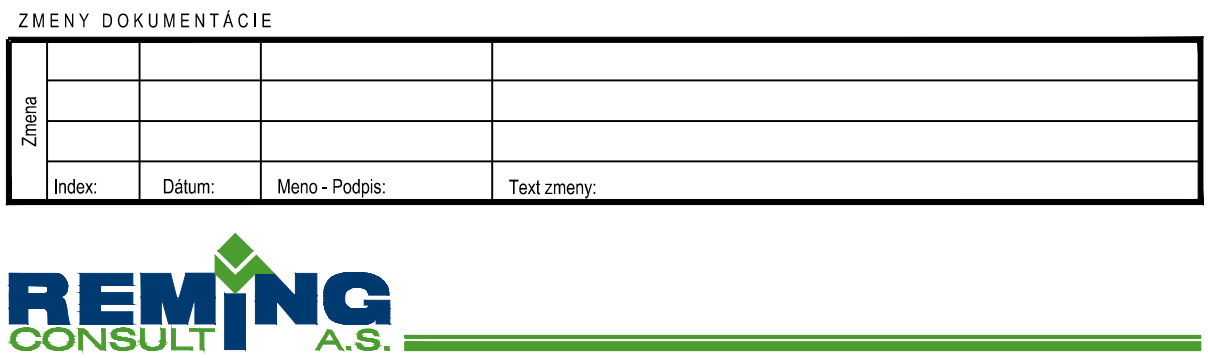 ZMENY DOKUMENTÁCIE
Zmena
Index: Dátum: Meno - Podpis: Text zmeny:
REMING
CONSULT A.S.